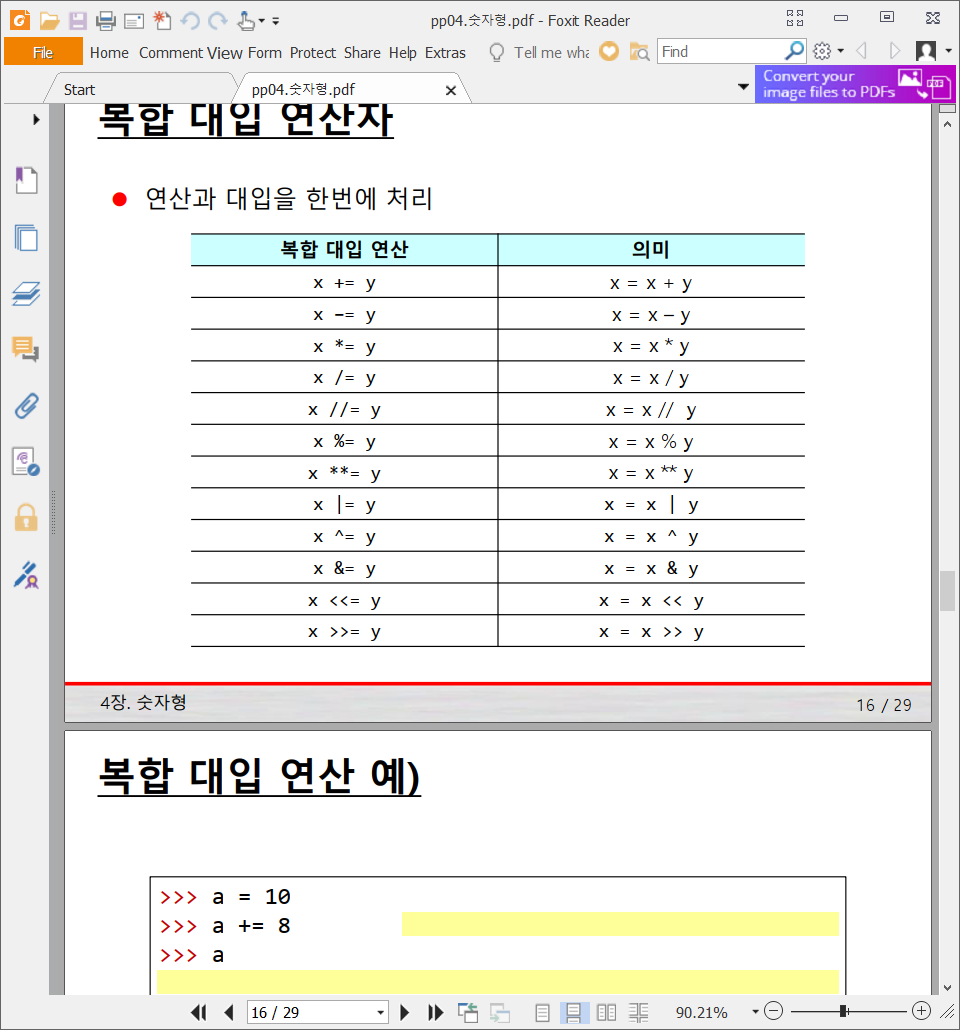 pp04.숫자형.pdf - Foxit Reader
File Home Comment View Form Protect Share Help Extras Tell me wha Find
Start pp04.숫자형.pdf
Convert your
image files to PDFs
복합 대입 연산자
연산과 대입을 한번에 처리
복합 대입 연산 의미
x += y x = x + y
x -= y x = x – y
x *= y x = x * y
x /= y x = x / y
x //= y x = x // y
x %= y x = x % y
x **= y x = x ** y
x |= y x = x | y
x ^= y x = x ^ y
x &= y x = x & y
x <<= y x = x << y
x >>= y x = x >> y
4장. 숫자형 16 / 29
복합 대입 연산 예)
>>> a = 10
>>> a += 8
>>> a
16 / 29 90.21%